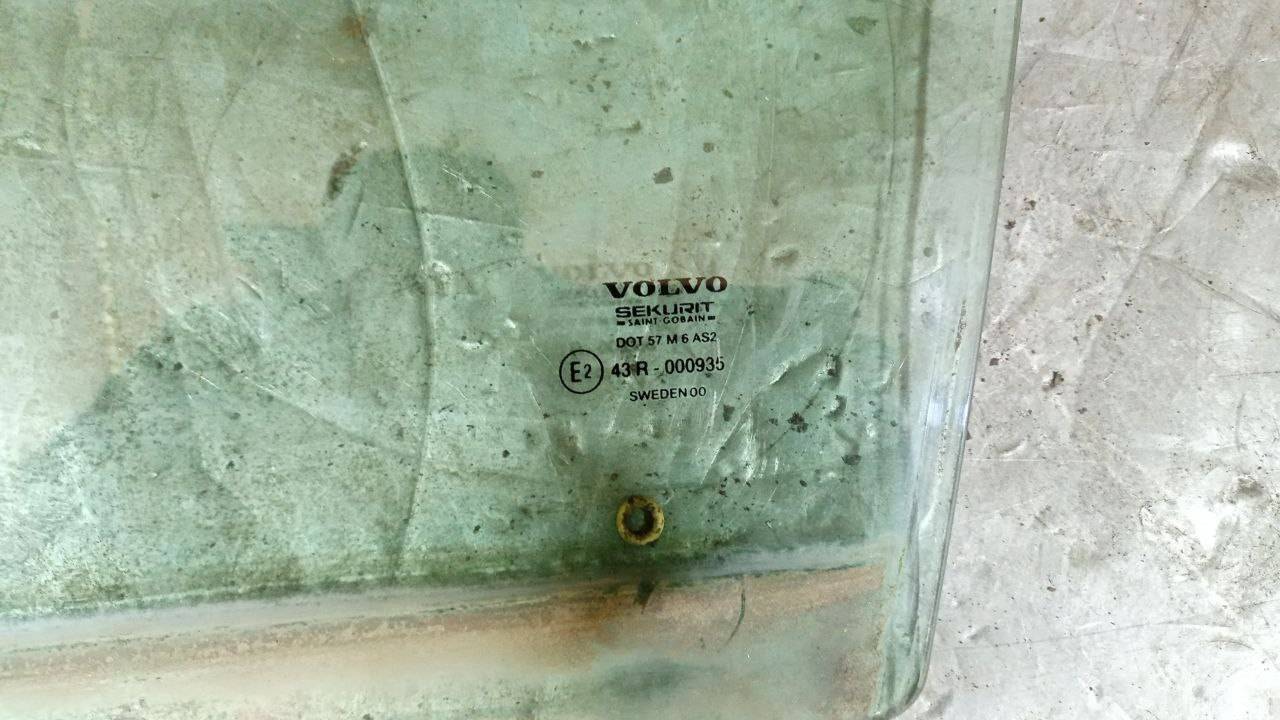 VOLVO
SEKURIT
SAINT-GOBAIN
DOT 57 M 6 AS2
E2 43 R - 000935
SWEDEN 00